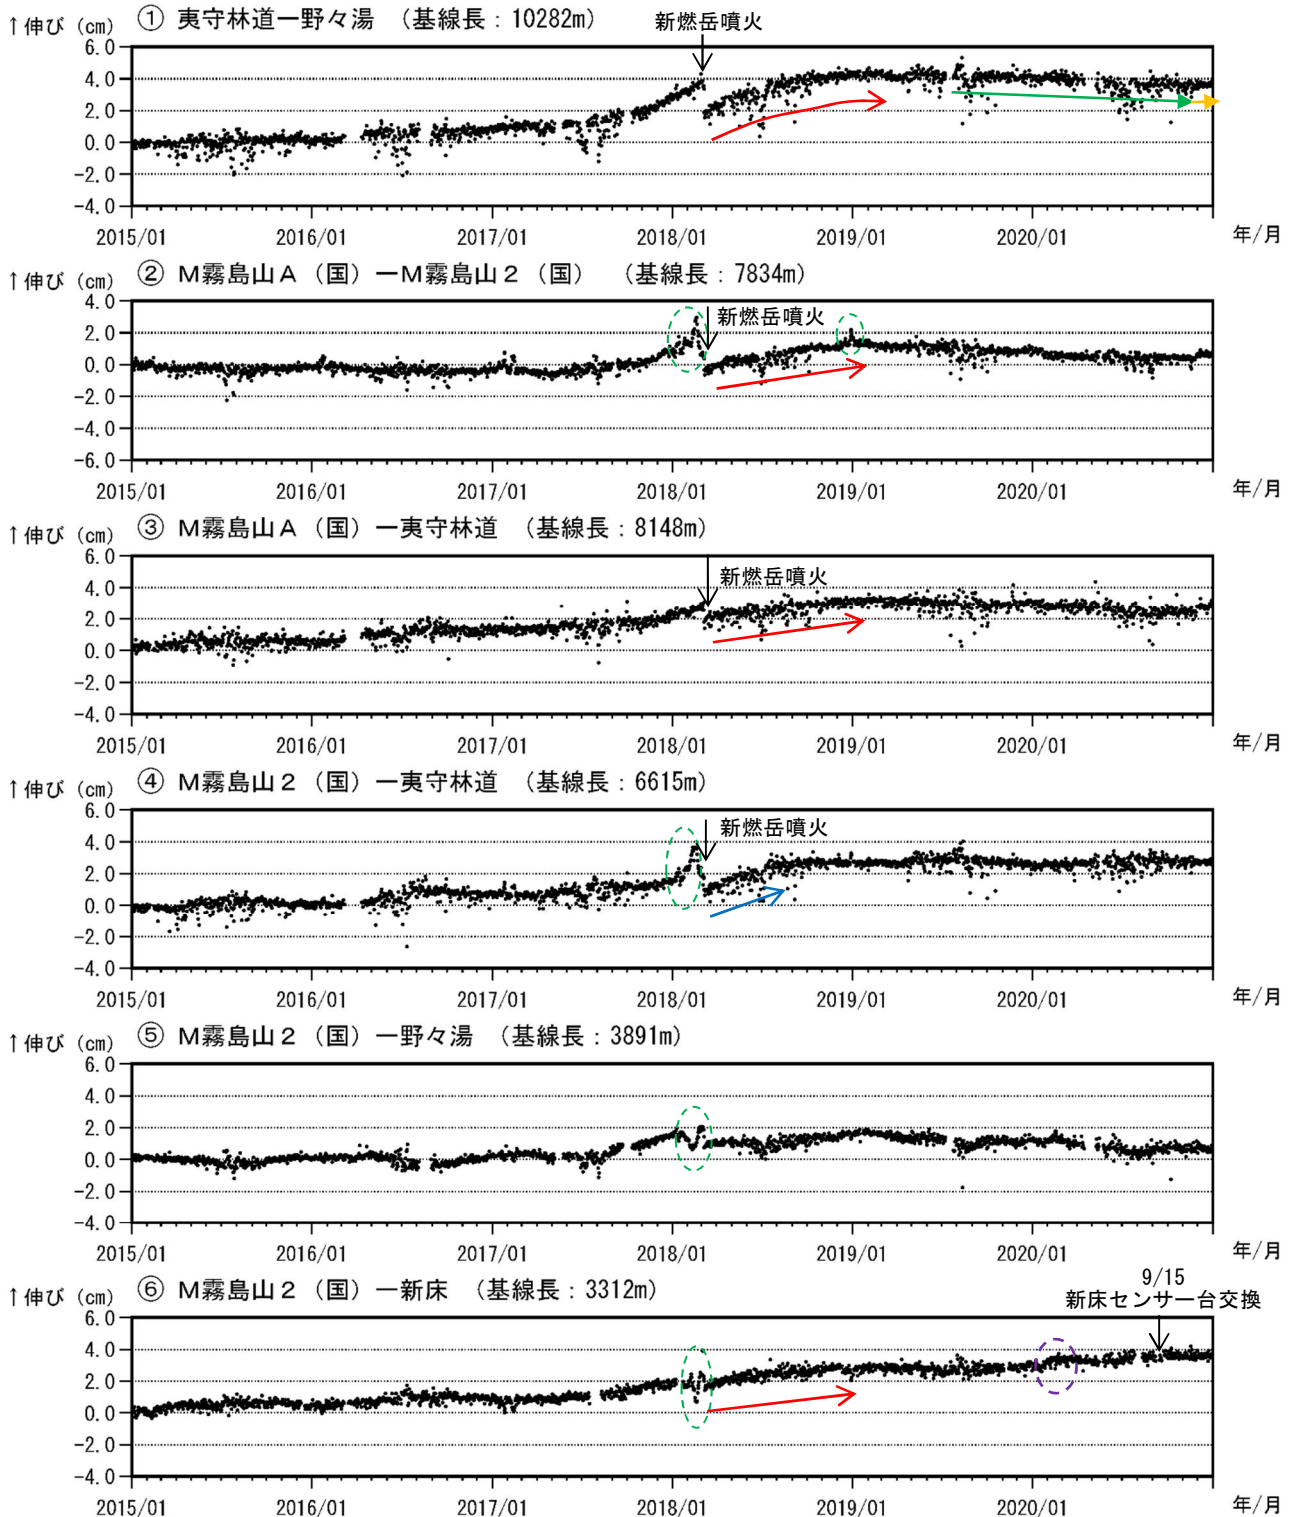 ↑伸び (cm) ① 夷守林道ー野々湯 (基線長：10282m) 新燃岳噴火
6.0
4.0
2.0
0.0
-2.0
-4.0
2015/01 2016/01 2017/01 2018/01 2019/01 2020/01 年/月
↑伸び (cm) ② M霧島山A (国) ーM霧島山2 (国) (基線長：7834m)
4.0
新燃岳噴火
2.0
0.0
-2.0
-4.0
-6.0
2015/01 2016/01 2017/01 2018/01 2019/01 2020/01 年/月
↑伸び (cm) ③ M霧島山A (国) ー夷守林道 (基線長：8148m)
6.0
新燃岳噴火
4.0
2.0
0.0
-2.0
-4.0
2015/01 2016/01 2017/01 2018/01 2019/01 2020/01 年/月
↑伸び (cm) ④ M霧島山2 (国) ー夷守林道 (基線長：6615m)
6.0
新燃岳噴火
4.0
2.0
0.0
-2.0
-4.0
2015/01 2016/01 2017/01 2018/01 2019/01 2020/01 年/月
↑伸び (cm) ⑤ M霧島山2 (国) ー野々湯 (基線長：3891m)
6.0
4.0
2.0
0.0
-2.0
-4.0
2015/01 2016/01 2017/01 2018/01 2019/01 2020/01 年/月
↑伸び (cm) ⑥ M霧島山2 (国) ー新床 (基線長：3312m)
9/15
新床センサー台交換
6.0
4.0
2.0
0.0
-2.0
-4.0
2015/01 2016/01 2017/01 2018/01 2019/01 2020/01 年/月